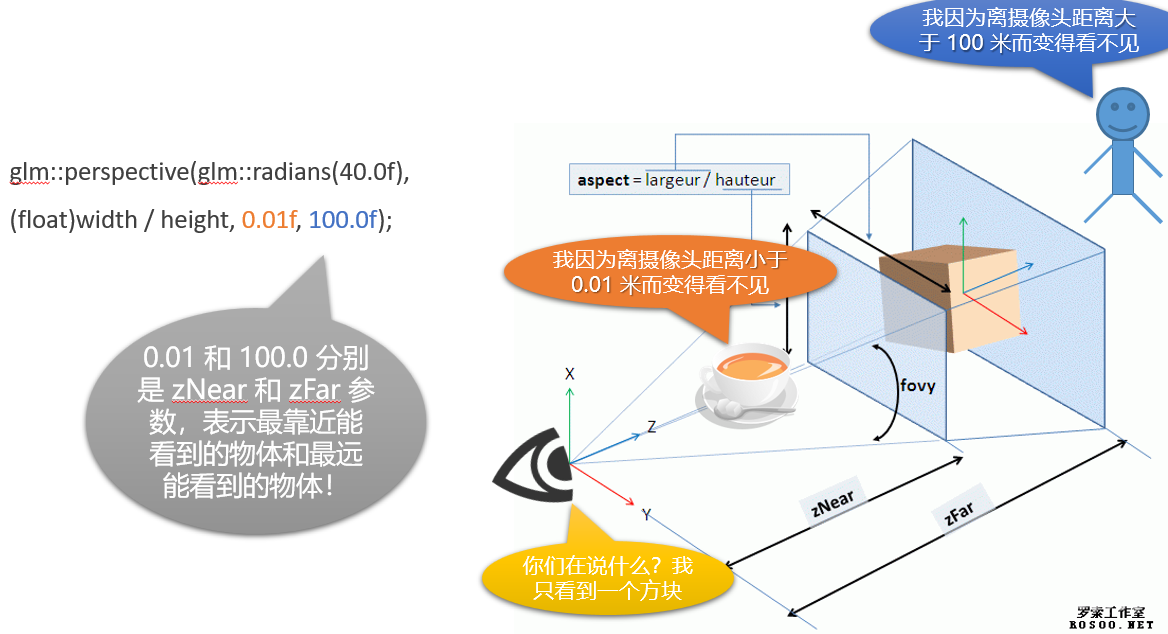 我因为离摄像头距离大
于 100 米而变得看不见
glm::perspective(glm::radians(40.0f),
(float)width / height, 0.01f, 100.0f);
aspect = largeur / hauteur
我因为离摄像头距离小于
0.01 米而变得看不见
0.01 和 100.0 分别
是 zNear 和 zFar 参
数，表示最靠近能
看到的物体和最远
能看到的物体！
X
Z
Y
fovy
zNear
zFar
你们在说什么？我
只看到一个方块
罗索工作室
ROSOO.NET